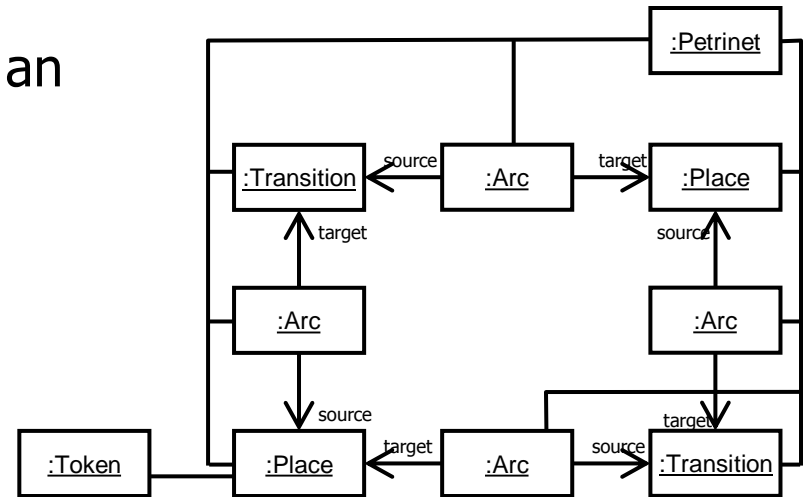 :Petrinet
an
source
target
:Transition
:Arc
:Place
target
source
:Arc
:Arc
source
target
target
source
:Token
:Place
:Arc
:Transition